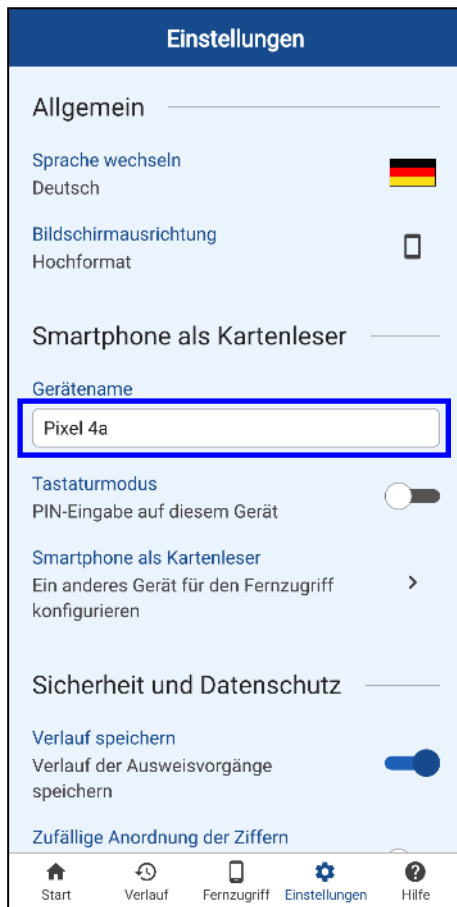 Einstellungen
Allgemein
Sprache wechseln
Deutsch
Bildschirmausrichtung
Hochformat
Smartphone als Kartenleser
Gerätename
Pixel 4a
Tastaturmodus
PIN-Eingabe auf diesem Gerät
Smartphone als Kartenleser
Ein anderes Gerät für den Fernzugriff
konfigurieren
Sicherheit und Datenschutz
Verlauf speichern
Verlauf der Ausweisvorgänge
speichern
Zufällige Anordnung der Ziffern
Start Verlauf Fernzugriff Einstellungen Hilfe